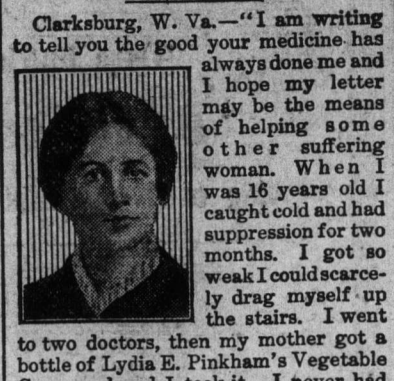 Clarksburg, W. Va.—"I am writing
to tell you the good your medicine has
always done me and
I hope my letter
may be the means
of helping some
other suffering
woman. When I
was 16 years old I
caught cold and had
suppression for two
months. I got so
weak I could scarce-
ly drag myself up
the stairs. I went
to two doctors, then my mother got a
bottle of Lydia E. Pinkham's Vegetable